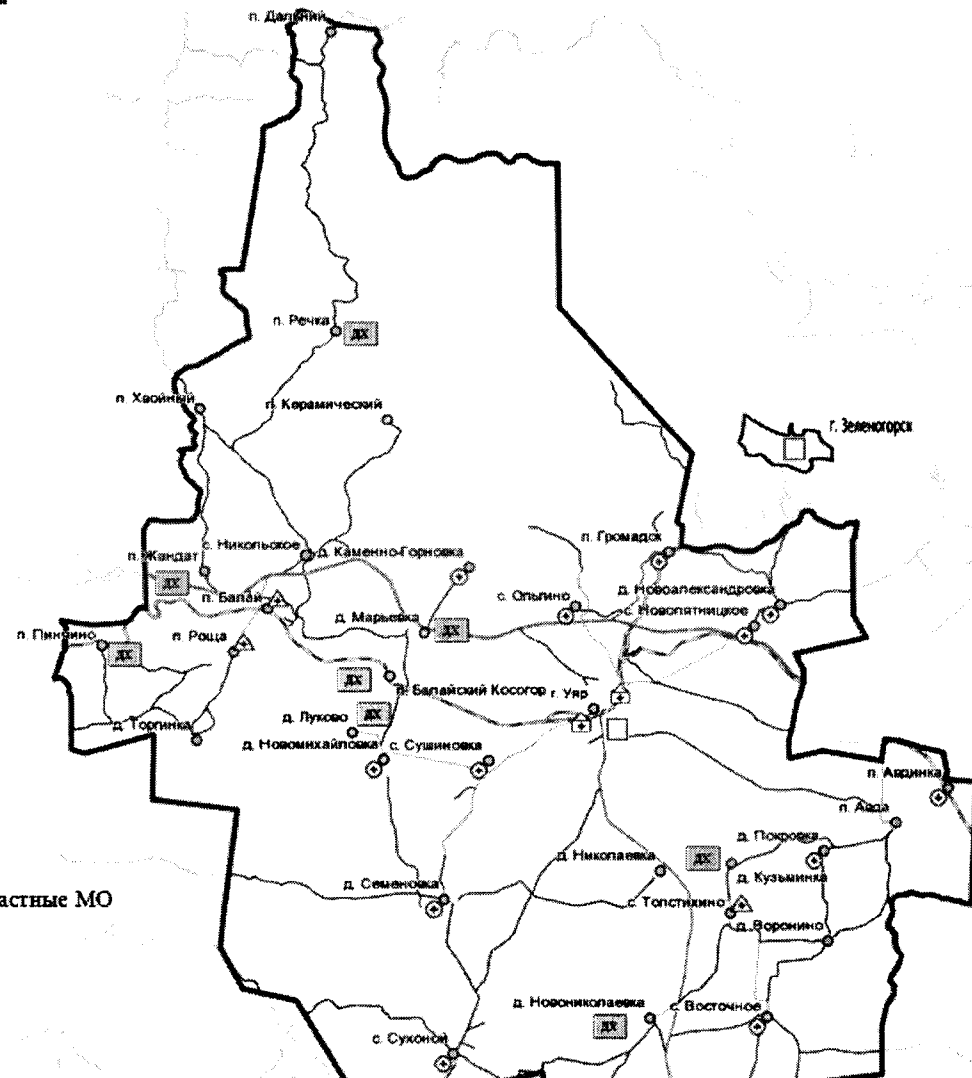 п. Дальний
п. Речка
дх
п. Хвойный
п. Керамический
г. Зеленогорск
п. Громадск
с. Никольское
д. Каменно-Горновка
п. Жандат
дх
д. Новоалександровка
с. Ольгино
с. Новопятницкое
п. Балай
д. Марьевка
дх
п. Роща
дх
дх
п. Балайский Косогор
г. Уяр
д. Луково
дх
д. Торгинка
д. Новомихайловка
с. Сушиновка
п. Авдинка
п. Авда
д. Покровка
д. Николаевка
дх
д. Кузьминка
д. Семеновка
астные МО
с. Толстихино
д. Воронино
д. Новониколаевка
с. Восточное
дх
с. Сухоной